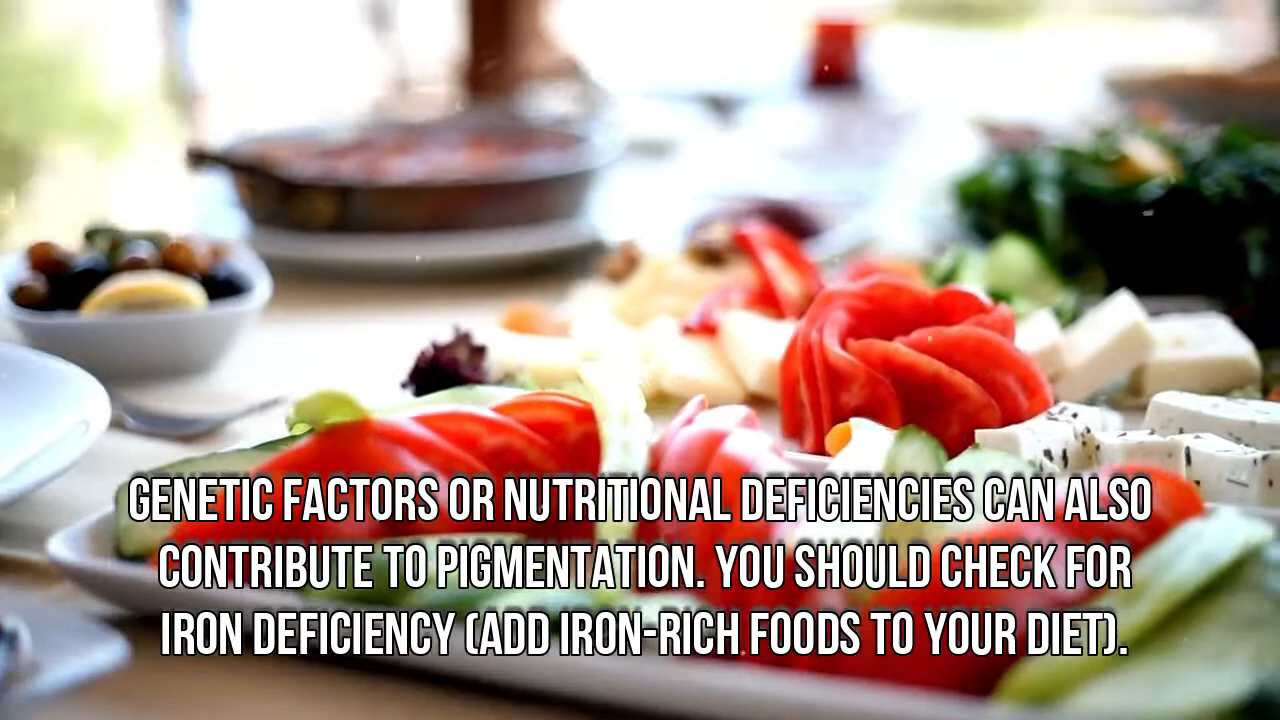 GENETIC FACTORS OR NUTRITIONAL DEFICIENCIES CAN ALSO
CONTRIBUTE TO PIGMENTATION. YOU SHOULD CHECK FOR
IRON DEFICIENCY (ADD IRON-RICH FOODS TO YOUR DIET).